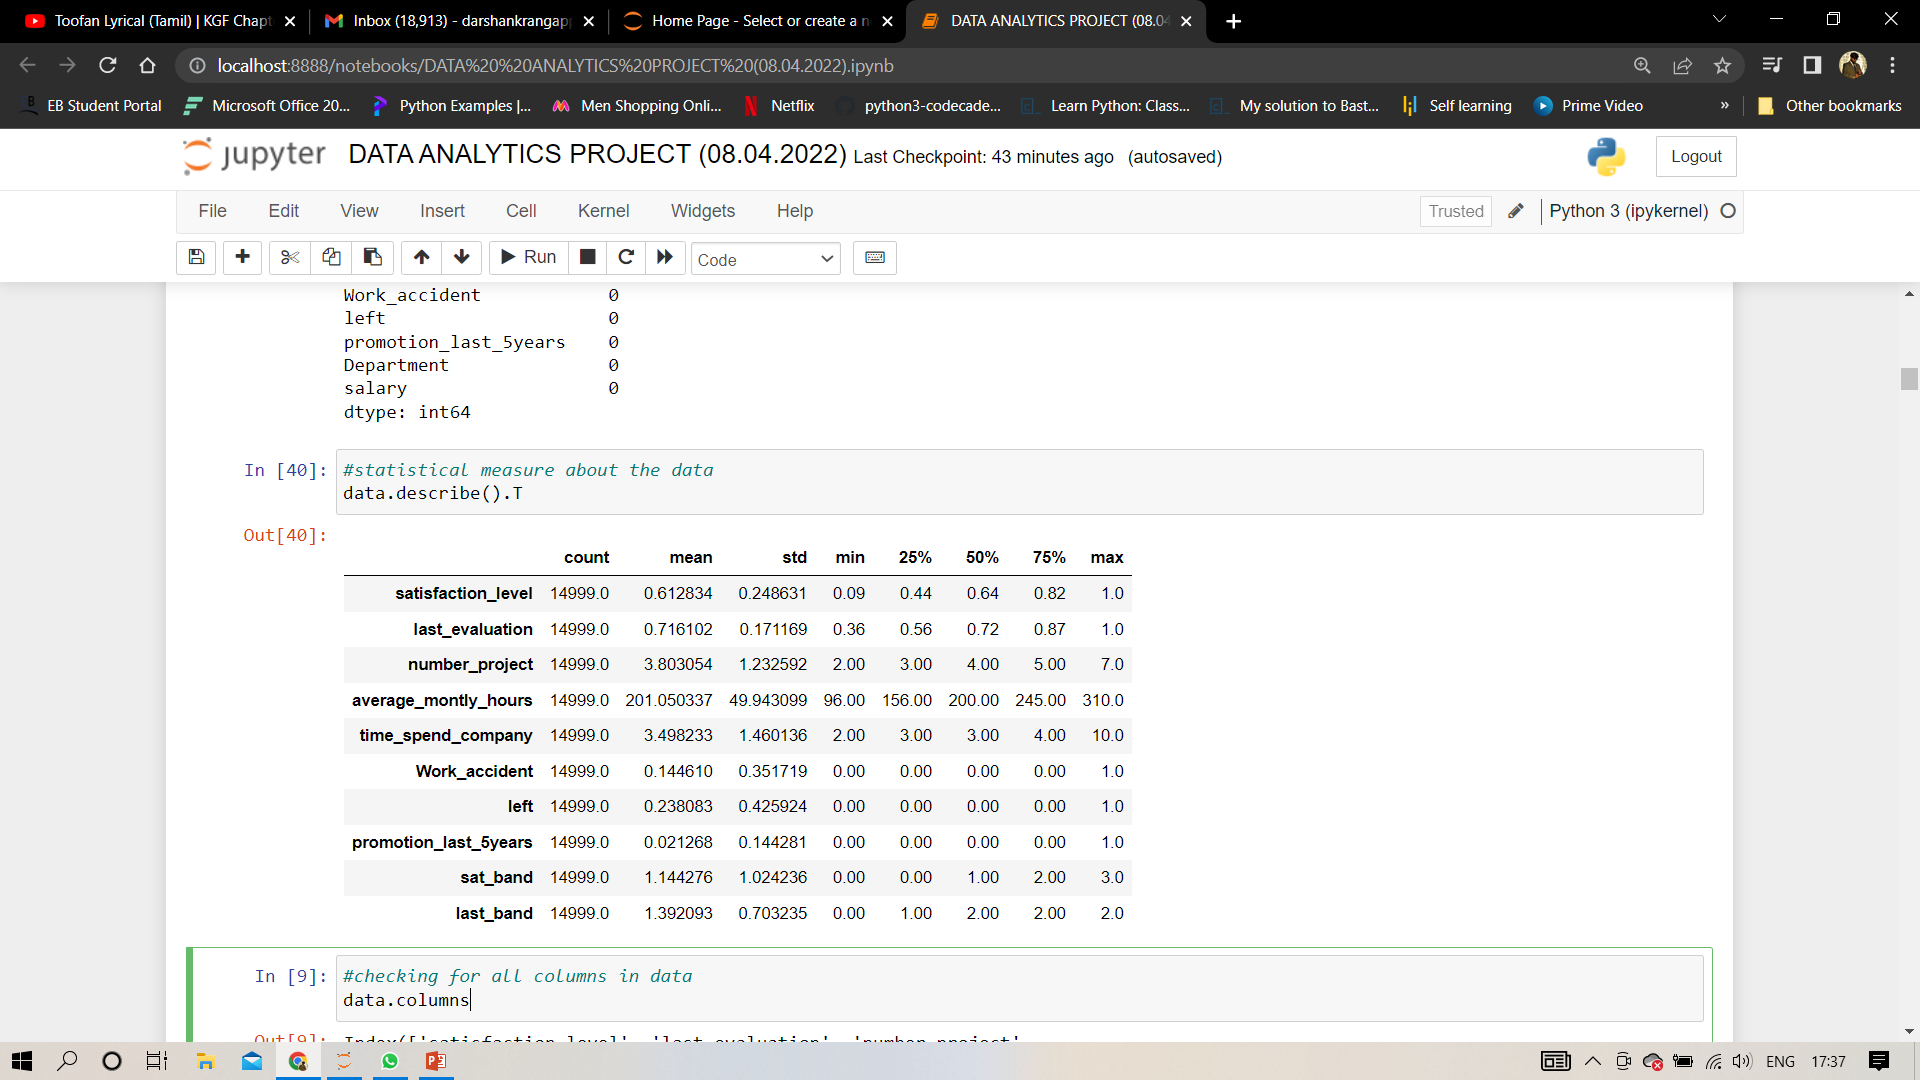 Toofan Lyrical (Tamil) | KGF Chapt
Inbox (18,913) - darshankrangap
Home Page - Select or create a n
DATA ANALYTICS PROJECT (08.04
localhost:8888/notebooks/DATA%20%20ANALYTICS%20PROJECT%20(08.04.2022).ipynb
EB Student Portal
Microsoft Office 20...
Python Examples |...
Men Shopping Onli...
Netflix
python3-codecade...
Learn Python: Class...
My solution to Bast...
Self learning
Prime Video
»
Other bookmarks
jupyter DATA ANALYTICS PROJECT (08.04.2022) Last Checkpoint: 43 minutes ago (autosaved)
Logout
File Edit View Insert Cell Kernel Widgets Help
Trusted
Python 3 (ipykernel)
Run
Code
Work_accident 0
left 0
promotion_last_5years 0
Department 0
salary 0
dtype: int64
In [40]: #statistical measure about the data
data.describe().T
Out[40]:
count mean std min 25% 50% 75% max
satisfaction_level 14999.0 0.612834 0.248631 0.09 0.44 0.64 0.82 1.0
last_evaluation 14999.0 0.716102 0.171169 0.36 0.56 0.72 0.87 1.0
number_project 14999.0 3.803054 1.232592 2.00 3.00 4.00 5.00 7.0
average_montly_hours 14999.0 201.050337 49.943099 96.00 156.00 200.00 245.00 310.0
time_spend_company 14999.0 3.498233 1.460136 2.00 3.00 3.00 4.00 10.0
Work_accident 14999.0 0.144610 0.351719 0.00 0.00 0.00 0.00 1.0
left 14999.0 0.238083 0.425924 0.00 0.00 0.00 0.00 1.0
promotion_last_5years 14999.0 0.021268 0.144281 0.00 0.00 0.00 0.00 1.0
sat_band 14999.0 1.144276 1.024236 0.00 0.00 1.00 2.00 3.0
last_band 14999.0 1.392093 0.703235 0.00 1.00 2.00 2.00 2.0
In [9]: #checking for all columns in data
data.columns
Out[9]: Index(['satisfaction_level', 'last_evaluation', 'number_project',
ENG 17:37